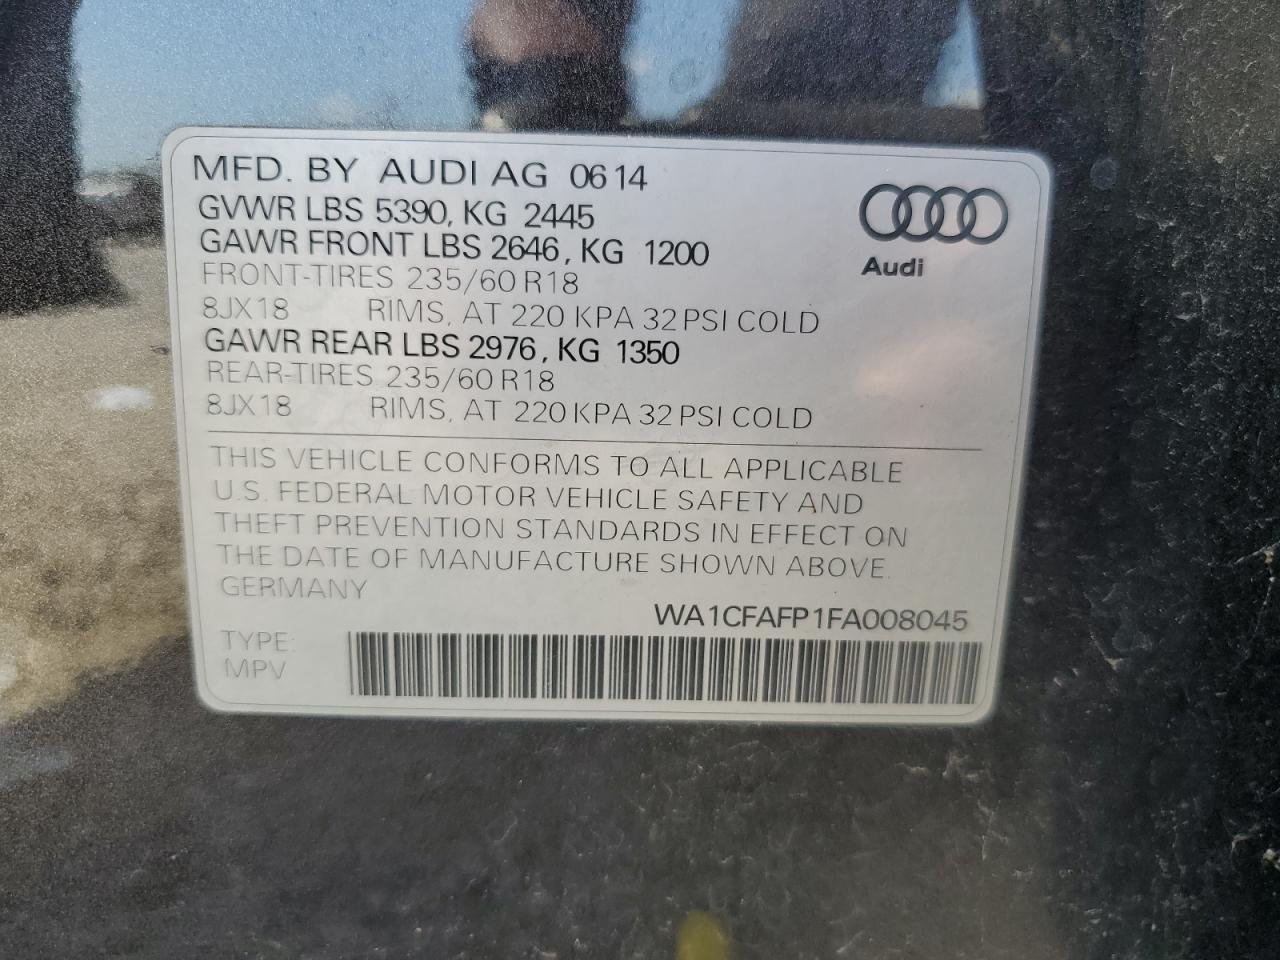 MFD. BY AUDI AG 06 14
GVWR LBS 5390, KG 2445
GAWR FRONT LBS 2646, KG 1200
FRONT-TIRES 235/60 R18
8JX18 RIMS, AT 220 KPA 32 PSI COLD
GAWR REAR LBS 2976, KG 1350
REAR-TIRES 235/60 R18
8JX18 RIMS, AT 220 KPA 32 PSI COLD
Audi
THIS VEHICLE CONFORMS TO ALL APPLICABLE
U.S. FEDERAL MOTOR VEHICLE SAFETY AND
THEFT PREVENTION STANDARDS IN EFFECT ON
THE DATE OF MANUFACTURE SHOWN ABOVE.
GERMANY
WA1CFAFP1FA008045
TYPE:
MPV